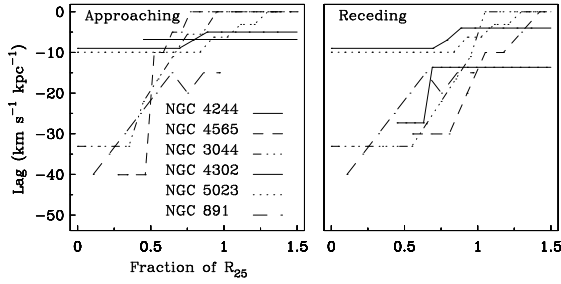 Approaching
Receding
0
−10
−20
−30
−40
−50
Lag (km s⁻¹ kpc⁻¹)
NGC 4244
NGC 4565
NGC 3044
NGC 4302
NGC 5023
NGC 891
0 0.5 1 1.5
0 0.5 1 1.5
Fraction of R₂₅